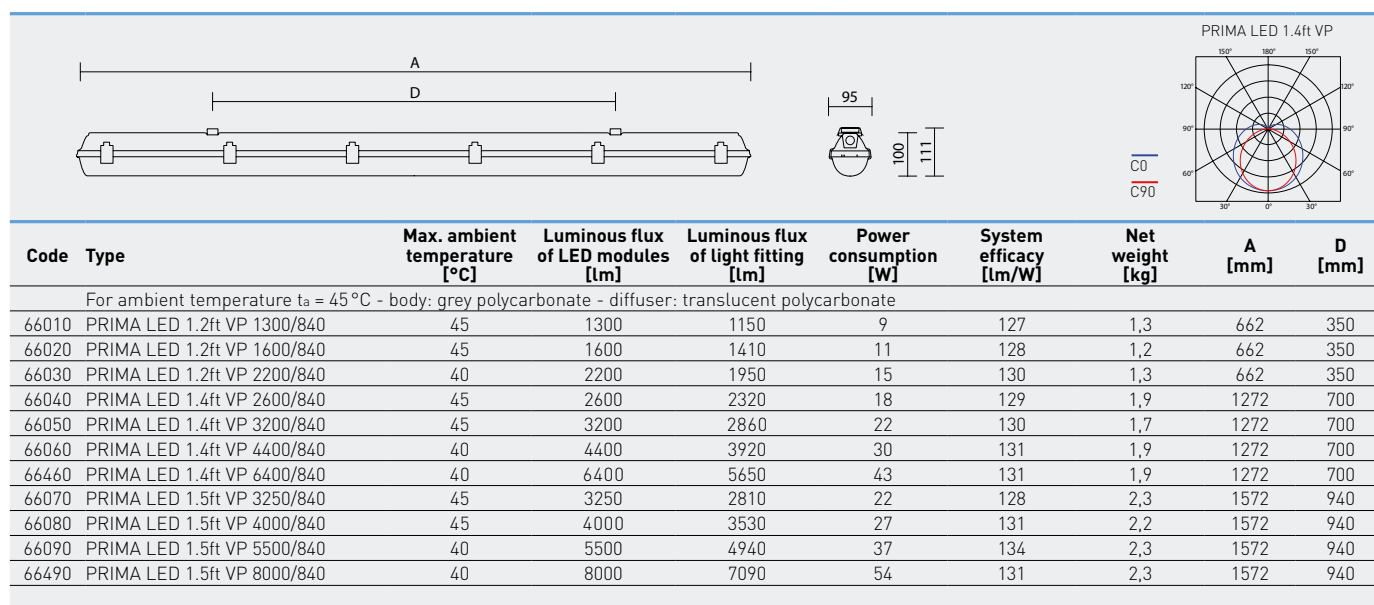 PRIMA LED 1.4ft VP
150° 180° 150°
120° 120°
90° 90°
60° 60°
30° 0° 30°
C0
C90
A
D
95
100
111
Code Type Max. ambient temperature [°C] Luminous flux of LED modules [lm] Luminous flux of light fitting [lm] Power consumption [W] System efficacy [lm/W] Net weight [kg] A [mm] D [mm]
For ambient temperature ta = 45°C - body: grey polycarbonate - diffuser: translucent polycarbonate
66010 PRIMA LED 1.2ft VP 1300/840 45 1300 1150 9 127 1,3 662 350
66020 PRIMA LED 1.2ft VP 1600/840 45 1600 1410 11 128 1,2 662 350
66030 PRIMA LED 1.2ft VP 2200/840 40 2200 1950 15 130 1,3 662 350
66040 PRIMA LED 1.4ft VP 2600/840 45 2600 2320 18 129 1,9 1272 700
66050 PRIMA LED 1.4ft VP 3200/840 45 3200 2860 22 130 1,7 1272 700
66060 PRIMA LED 1.4ft VP 4400/840 40 4400 3920 30 131 1,9 1272 700
66460 PRIMA LED 1.4ft VP 6400/840 40 6400 5650 43 131 1,9 1272 700
66070 PRIMA LED 1.5ft VP 3250/840 45 3250 2810 22 128 2,3 1572 940
66080 PRIMA LED 1.5ft VP 4000/840 45 4000 3530 27 131 2,2 1572 940
66090 PRIMA LED 1.5ft VP 5500/840 40 5500 4940 37 134 2,3 1572 940
66490 PRIMA LED 1.5ft VP 8000/840 40 8000 7090 54 131 2,3 1572 940